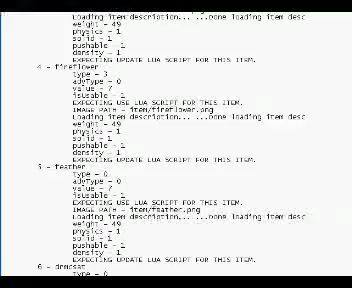 Loading item description... ...Done loading item desc
weight - 49
physics - 1
solid - 1
pushable - 1
density - 1
EXPECTING UPDATE LUA SCRIPT FOR THIS ITEM.
4 - fireflower
type - 3
adyType - 0
value - 7
isUsable - 1
EXPECTING USE LUA SCRIPT FOR THIS ITEM.
IMAGE PATH - item/fireflower.png
Loading item description... ...Done loading item desc
weight - 49
physics - 1
solid - 1
pushable - 1
density - 1
EXPECTING UPDATE LUA SCRIPT FOR THIS ITEM.
5 - feather
type - 0
adyType - 0
value - 7
isUsable - 1
EXPECTING USE LUA SCRIPT FOR THIS ITEM.
IMAGE PATH - item/feather.png
Loading item description... ...Done loading item desc
weight - 49
physics - 1
solid - 1
pushable - 1
density - 1
EXPECTING UPDATE LUA SCRIPT FOR THIS ITEM.
6 -
type - 0